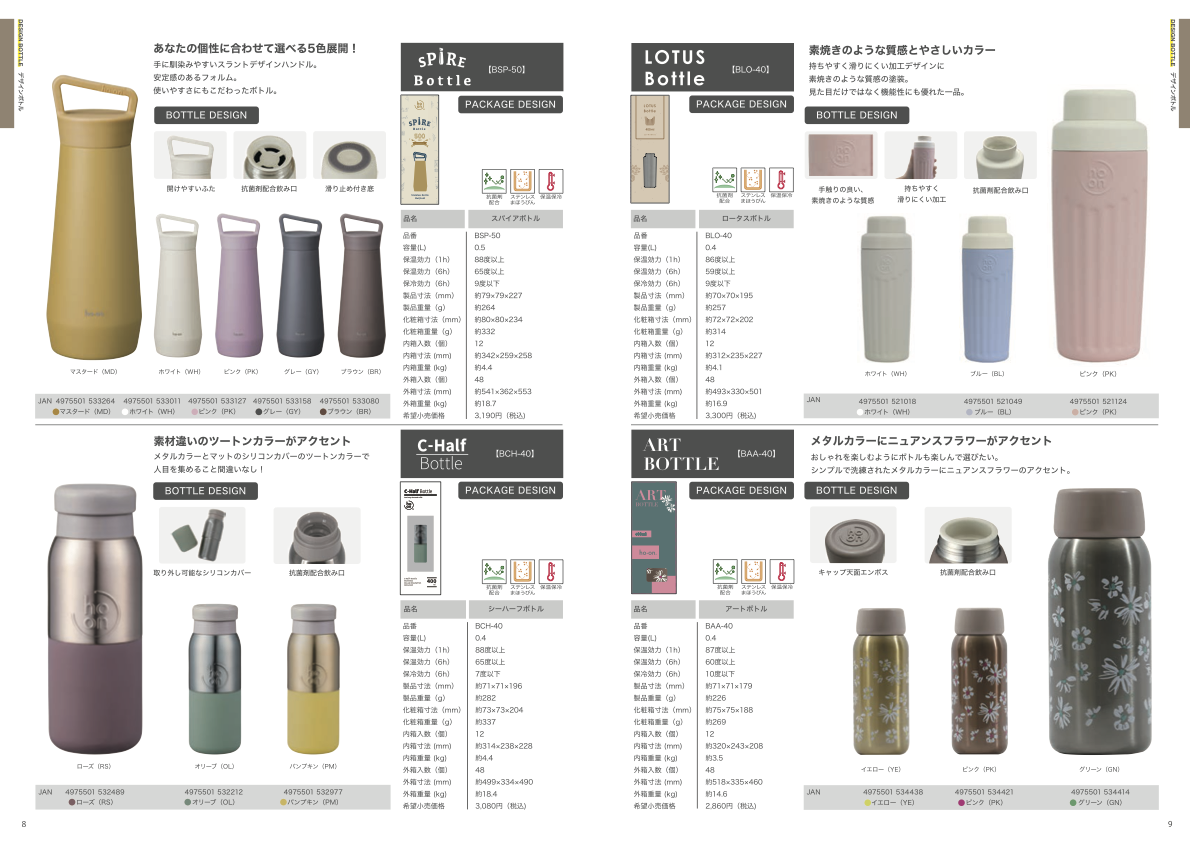 DESIGN BOTTLE デザインボトル
あなたの個性に合わせて選べる5色展開！
手に馴染みやすいスラントデザインハンドル。
安定感のあるフォルム。
使いやすさにもこだわったボトル。
BOTTLE DESIGN
開けやすいふた
抗菌剤配合飲み口
滑り止め付き底
マスタード（MD）
ホワイト（WH）
ピンク（PK）
グレー（GY）
ブラウン（BR）
JAN 4975501 533264 4975501 533011 4975501 533127 4975501 533158 4975501 533080
マスタード（MD） ホワイト（WH） ピンク（PK） グレー（GY） ブラウン（BR）
SPiRE
Bottle
【BSP-50】
PACKAGE DESIGN
SPiRE
Bottle
抗菌剤
配合
ステンレス
まほうびん
保温保冷
品名 スパイアボトル
品番 BSP-50
容量(L) 0.5
保温効力（1h） 88度以上
保温効力（6h） 65度以上
保冷効力（6h） 9度以下
製品寸法（mm） 約79×79×227
製品重量（g） 約264
化粧箱寸法（mm） 約80×80×234
化粧箱重量（g） 約332
内箱入数（個） 12
内箱寸法 (mm) 約342×259×258
内箱重量 (kg) 約4.4
外箱入数（個） 48
外箱寸法 (mm) 約541×362×553
外箱重量 (kg) 約18.7
希望小売価格 3,190円（税込）
素材違いのツートンカラーがアクセント
メタルカラーとマットのシリコンカバーのツートンカラーで
人目を集めること間違いなし！
BOTTLE DESIGN
取り外し可能なシリコンカバー
抗菌剤配合飲み口
ローズ（RS）
オリーブ（OL）
パンプキン（PM）
JAN 4975501 532489 4975501 532212 4975501 532977
ローズ（RS） オリーブ（OL） パンプキン（PM）
C-Half
Bottle
【BCH-40】
PACKAGE DESIGN
C-Half Bottle
400
抗菌剤
配合
ステンレス
まほうびん
保温保冷
品名 シーハーフボトル
品番 BCH-40
容量(L) 0.4
保温効力（1h） 88度以上
保温効力（6h） 65度以上
保冷効力（6h） 7度以下
製品寸法（mm） 約71×71×196
製品重量（g） 約282
化粧箱寸法（mm） 約73×73×204
化粧箱重量（g） 約337
内箱入数（個） 12
内箱寸法 (mm) 約314×238×228
内箱重量 (kg) 約4.4
外箱入数（個） 48
外箱寸法 (mm) 約499×334×490
外箱重量 (kg) 約18.4
希望小売価格 3,080円（税込）
8
LOTUS
Bottle
【BLO-40】
PACKAGE DESIGN
LOTUS
Bottle
抗菌剤
配合
ステンレス
まほうびん
保温保冷
品名 ロータスボトル
品番 BLO-40
容量(L) 0.4
保温効力（1h） 86度以上
保温効力（6h） 59度以上
保冷効力（6h） 9度以下
製品寸法（mm） 約70×70×195
製品重量（g） 約257
化粧箱寸法（mm） 約72×72×202
化粧箱重量（g） 約314
内箱入数（個） 12
内箱寸法 (mm) 約312×235×227
内箱重量 (kg) 約4.1
外箱入数（個） 48
外箱寸法 (mm) 約493×330×501
外箱重量 (kg) 約16.9
希望小売価格 3,300円（税込）
素焼きのような質感とやさしいカラー
持ちやすく滑りにくい加工デザインに
素焼きのような質感の塗装。
見た目だけではなく機能性にも優れた一品。
BOTTLE DESIGN
手触りの良い、
素焼きのような質感
持ちやすく
滑りにくい加工
抗菌剤配合飲み口
ホワイト（WH）
ブルー（BL）
ピンク（PK）
JAN 4975501 521018 4975501 521049 4975501 521124
ホワイト（WH） ブルー（BL） ピンク（PK）
DESIGN BOTTLE デザインボトル
ART
BOTTLE
【BAA-40】
PACKAGE DESIGN
ART
BOTTLE
ho-on
抗菌剤
配合
ステンレス
まほうびん
保温保冷
品名 アートボトル
品番 BAA-40
容量(L) 0.4
保温効力（1h） 87度以上
保温効力（6h） 60度以上
保冷効力（6h） 10度以下
製品寸法（mm） 約71×71×179
製品重量（g） 約226
化粧箱寸法（mm） 約75×75×188
化粧箱重量（g） 約269
内箱入数（個） 12
内箱寸法 (mm) 約320×243×208
内箱重量 (kg) 約3.5
外箱入数（個） 48
外箱寸法 (mm) 約518×335×460
外箱重量 (kg) 約14.6
希望小売価格 2,860円（税込）
メタルカラーにニュアンスフラワーがアクセント
おしゃれを楽しむようにボトルも楽しんで選びたい。
シンプルで洗練されたメタルカラーにニュアンスフラワーのアクセント。
BOTTLE DESIGN
キャップ天面エンボス
抗菌剤配合飲み口
イエロー（YE）
ピンク（PK）
グリーン（GN）
JAN 4975501 534438 4975501 534421 4975501 534414
イエロー（YE） ピンク（PK） グリーン（GN）
9